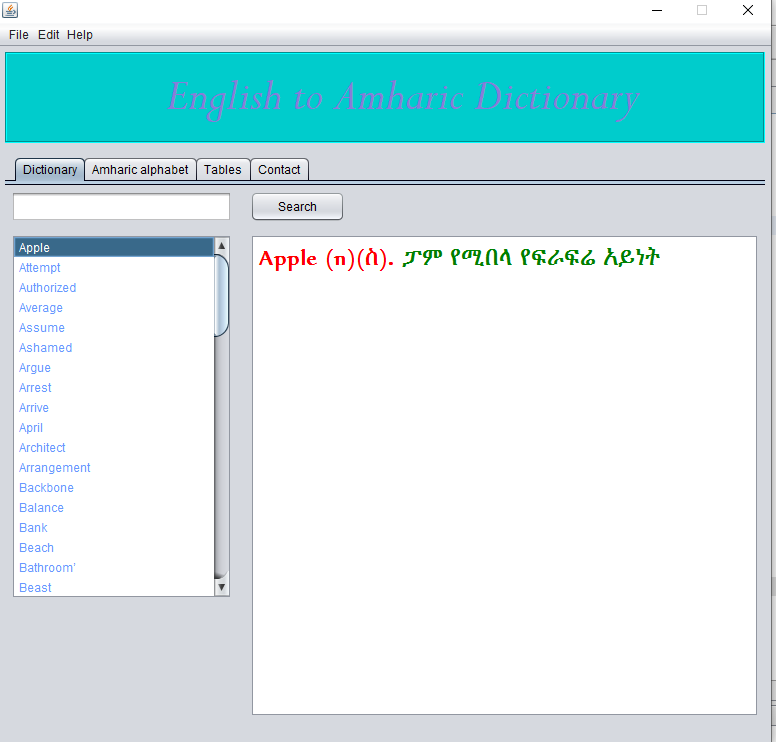 File Edit Help
English to Amharic Dictionary
Dictionary Amharic alphabet Tables Contact
Search
Apple
Attempt
Authorized
Average
Assume
Ashamed
Argue
Arrest
Arrive
April
Architect
Arrangement
Backbone
Balance
Bank
Beach
Bathroom'
Beast
Apple (n)(ስ). ፓም የሚበላ የፍራፍሬ አይነት